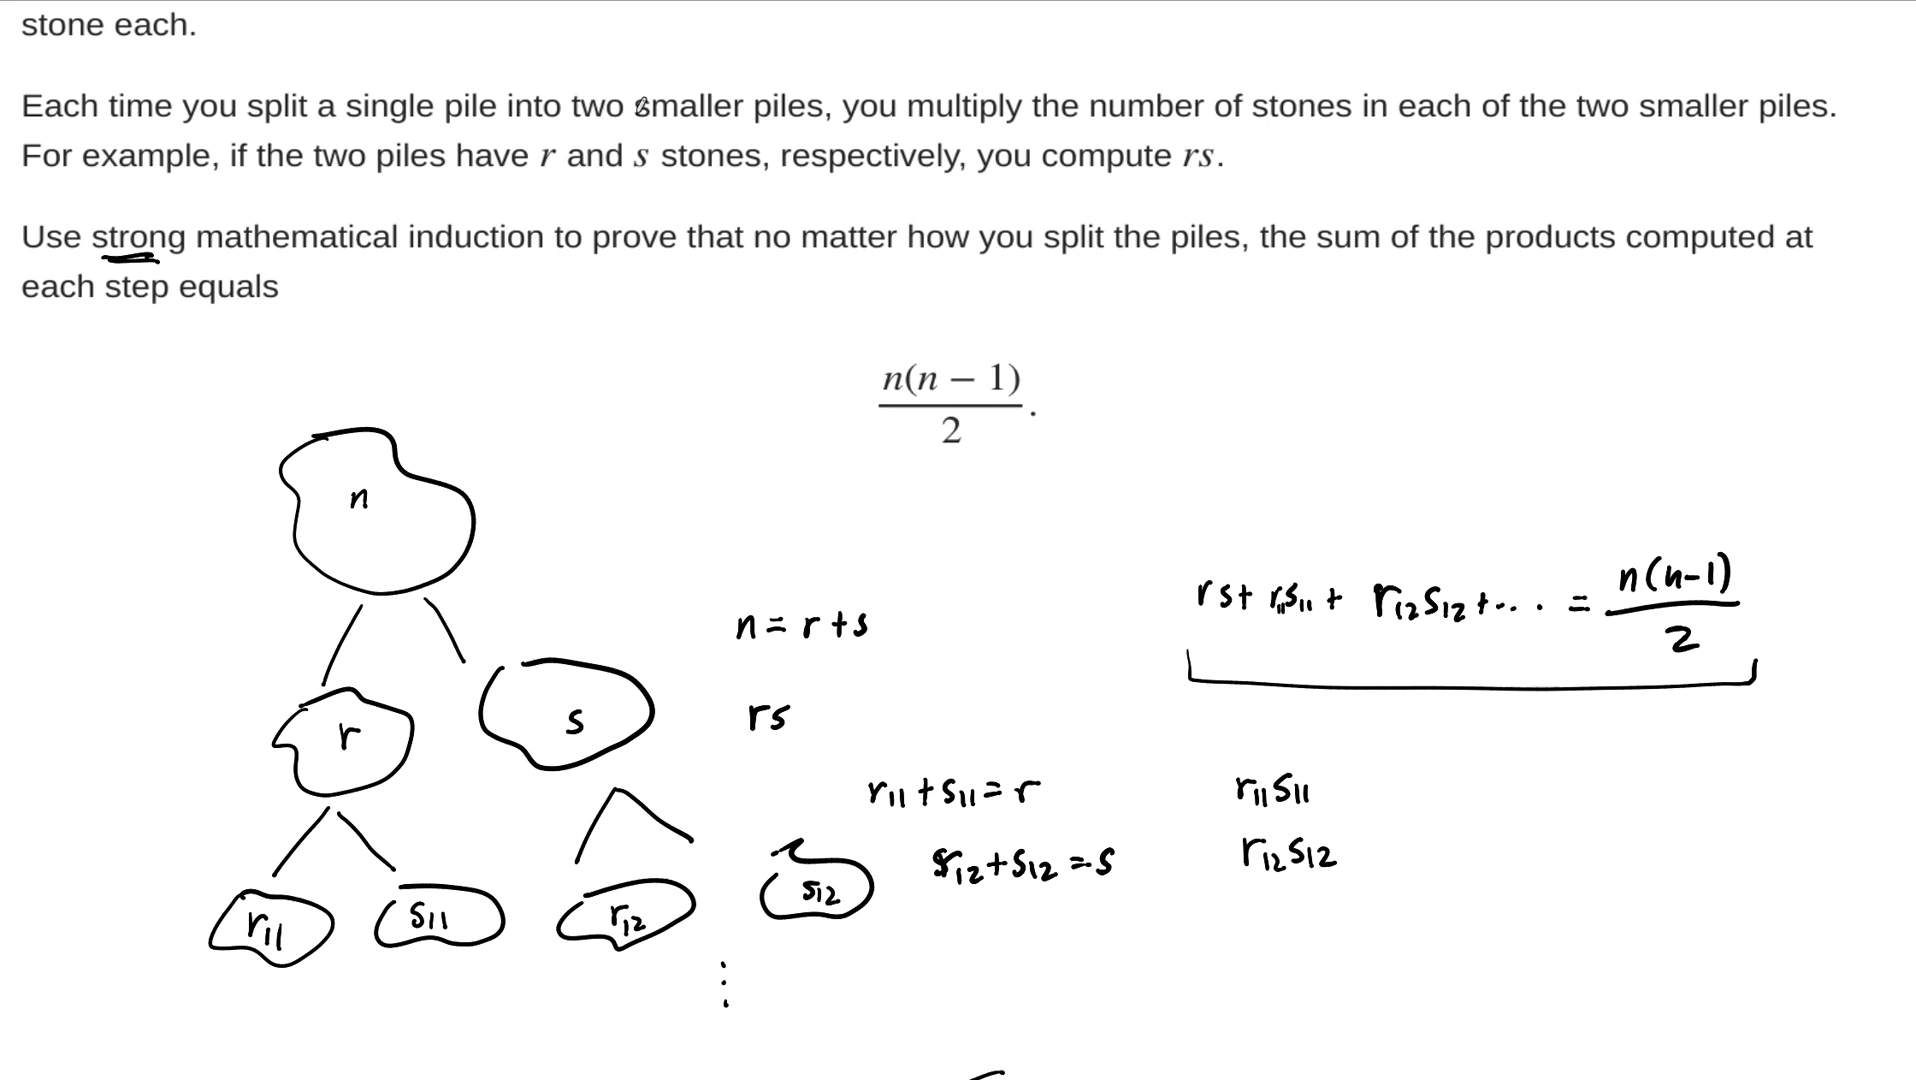 stone each.
Each time you split a single pile into two smaller piles, you multiply the number of stones in each of the two smaller piles.
For example, if the two piles have r and s stones, respectively, you compute rs.
Use strong mathematical induction to prove that no matter how you split the piles, the sum of the products computed at
each step equals
n(n − 1)
2 .
n
n = r + s
rs + r₁₁s₁₁ + r₁₂s₁₂ + ... = n(n-1)
2
r
s
rs
r₁₁ + s₁₁ = r
r₁₁s₁₁
r₁₂ + s₁₂ = s
r₁₂s₁₂
r₁₁
s₁₁
r₁₂
s₁₂
⋮